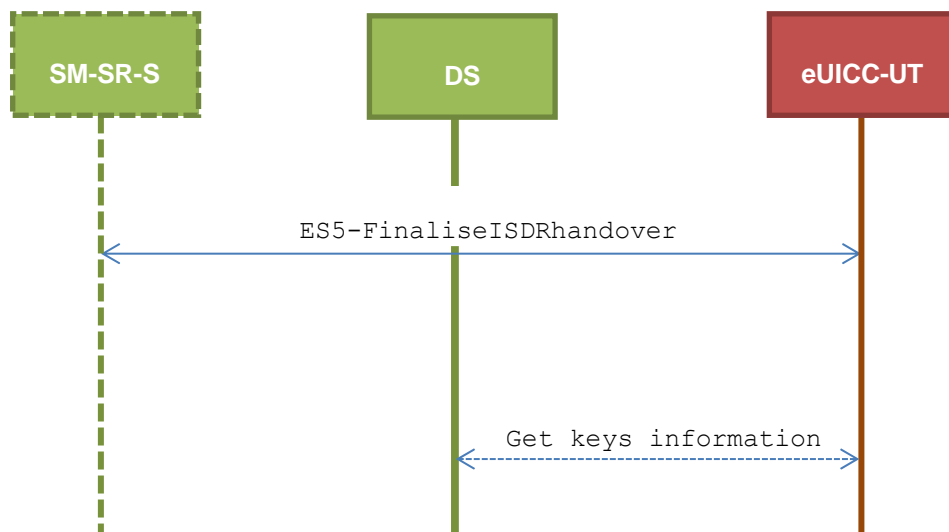 SM-SR-S
DS
eUICC-UT
ES5-FinaliseISDRhandover
Get keys information